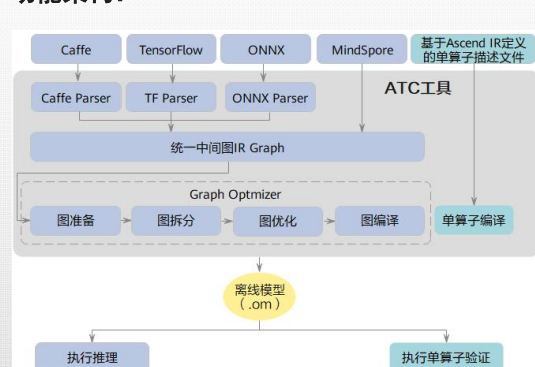 Caffe
TensorFlow
ONNX
MindSpore
基于Ascend IR定义
的单算子描述文件
ATC工具
Caffe Parser
TF Parser
ONNX Parser
统一中间图IR Graph
Graph Optmizer
图准备
图拆分
图优化
图编译
单算子编译
离线模型
（.om）
执行推理
执行单算子验证